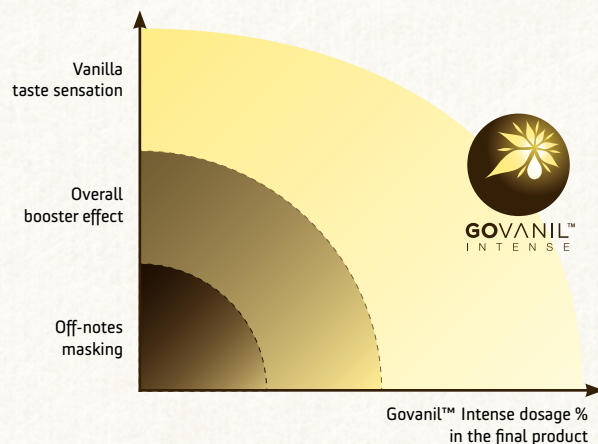 Vanilla
taste sensation
Overall
booster effect
Off-notes
masking
GOVANIL™
INTENSE
Govanil™ Intense dosage %
in the final product